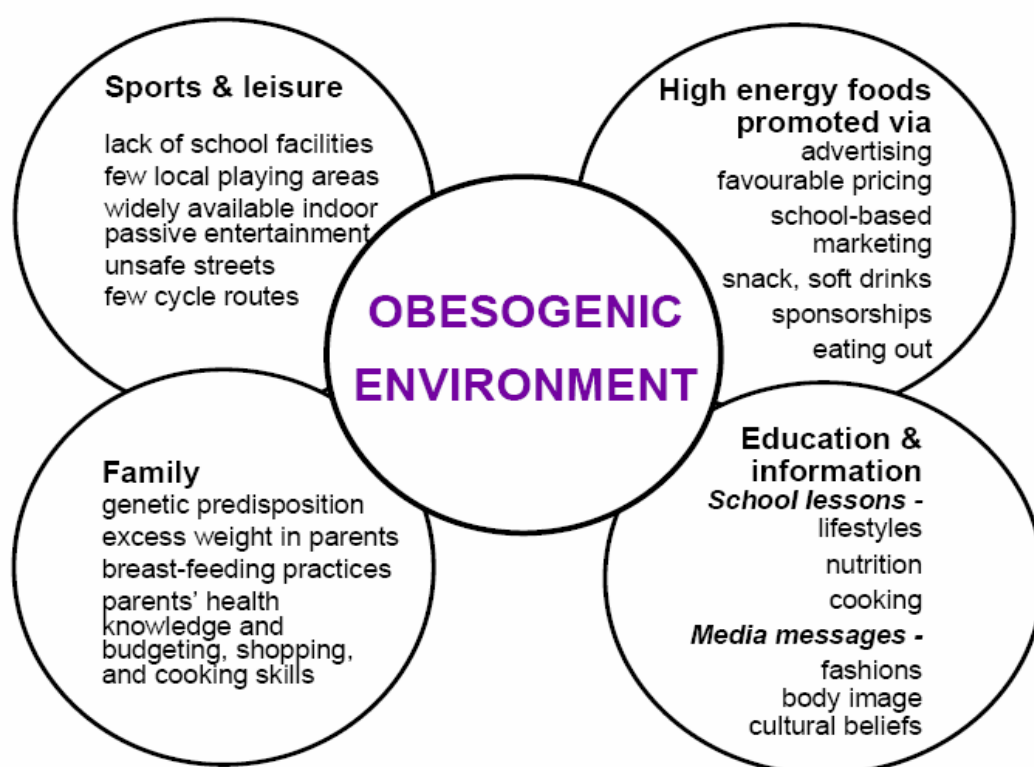 Sports & leisure
lack of school facilities
few local playing areas
widely available indoor
passive entertainment
unsafe streets
few cycle routes
High energy foods
promoted via
advertising
favourable pricing
school-based
marketing
snack, soft drinks
sponsorships
eating out
OBESOGENIC
ENVIRONMENT
Family
genetic predisposition
excess weight in parents
breast-feeding practices
parents' health
knowledge and
budgeting, shopping,
and cooking skills
Education &
information
School lessons -
lifestyles
nutrition
cooking
Media messages -
fashions
body image
cultural beliefs